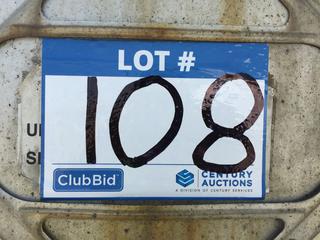 LOT #
108
ClubBid
CENTURY
AUCTIONS
A DIVISION OF CENTURY SERVICES